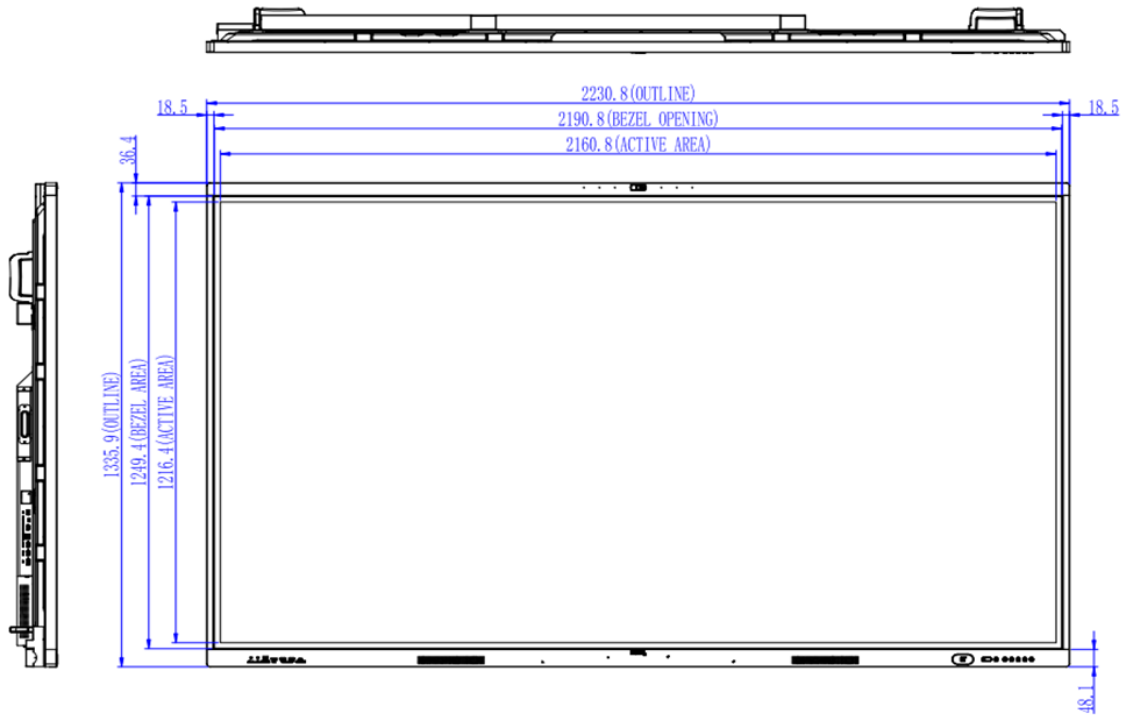 2230.8(OUTLINE)
18.5
18.5
2190.8(BEZEL OPENING)
2160.8(ACTIVE AREA)
36.4
1335.9(OUTLINE)
1249.4(BEZEL AREA)
1216.4(ACTIVE AREA)
48.1